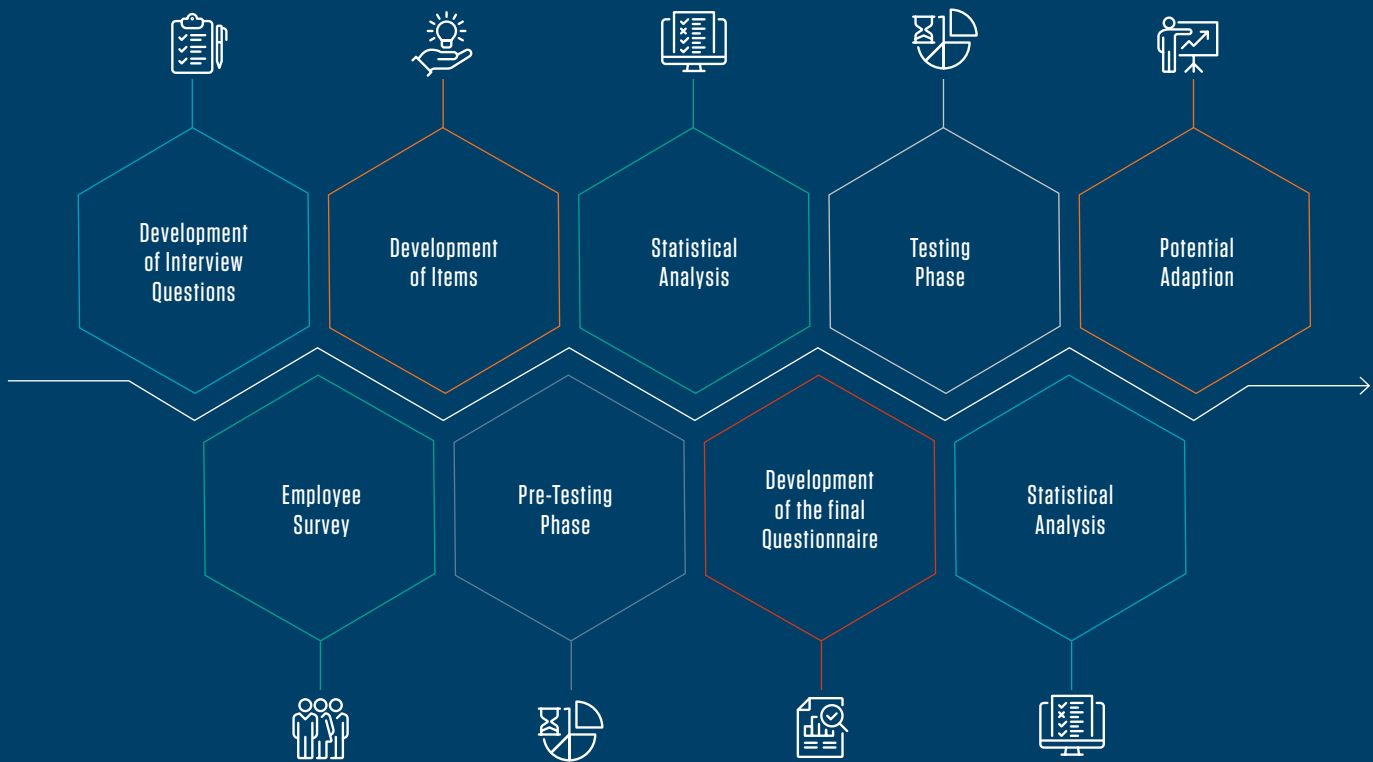 Development
of Interview
Questions
Development
of Items
Statistical
Analysis
Testing
Phase
Potential
Adaption
Employee
Survey
Pre-Testing
Phase
Development
of the final
Questionnaire
Statistical
Analysis